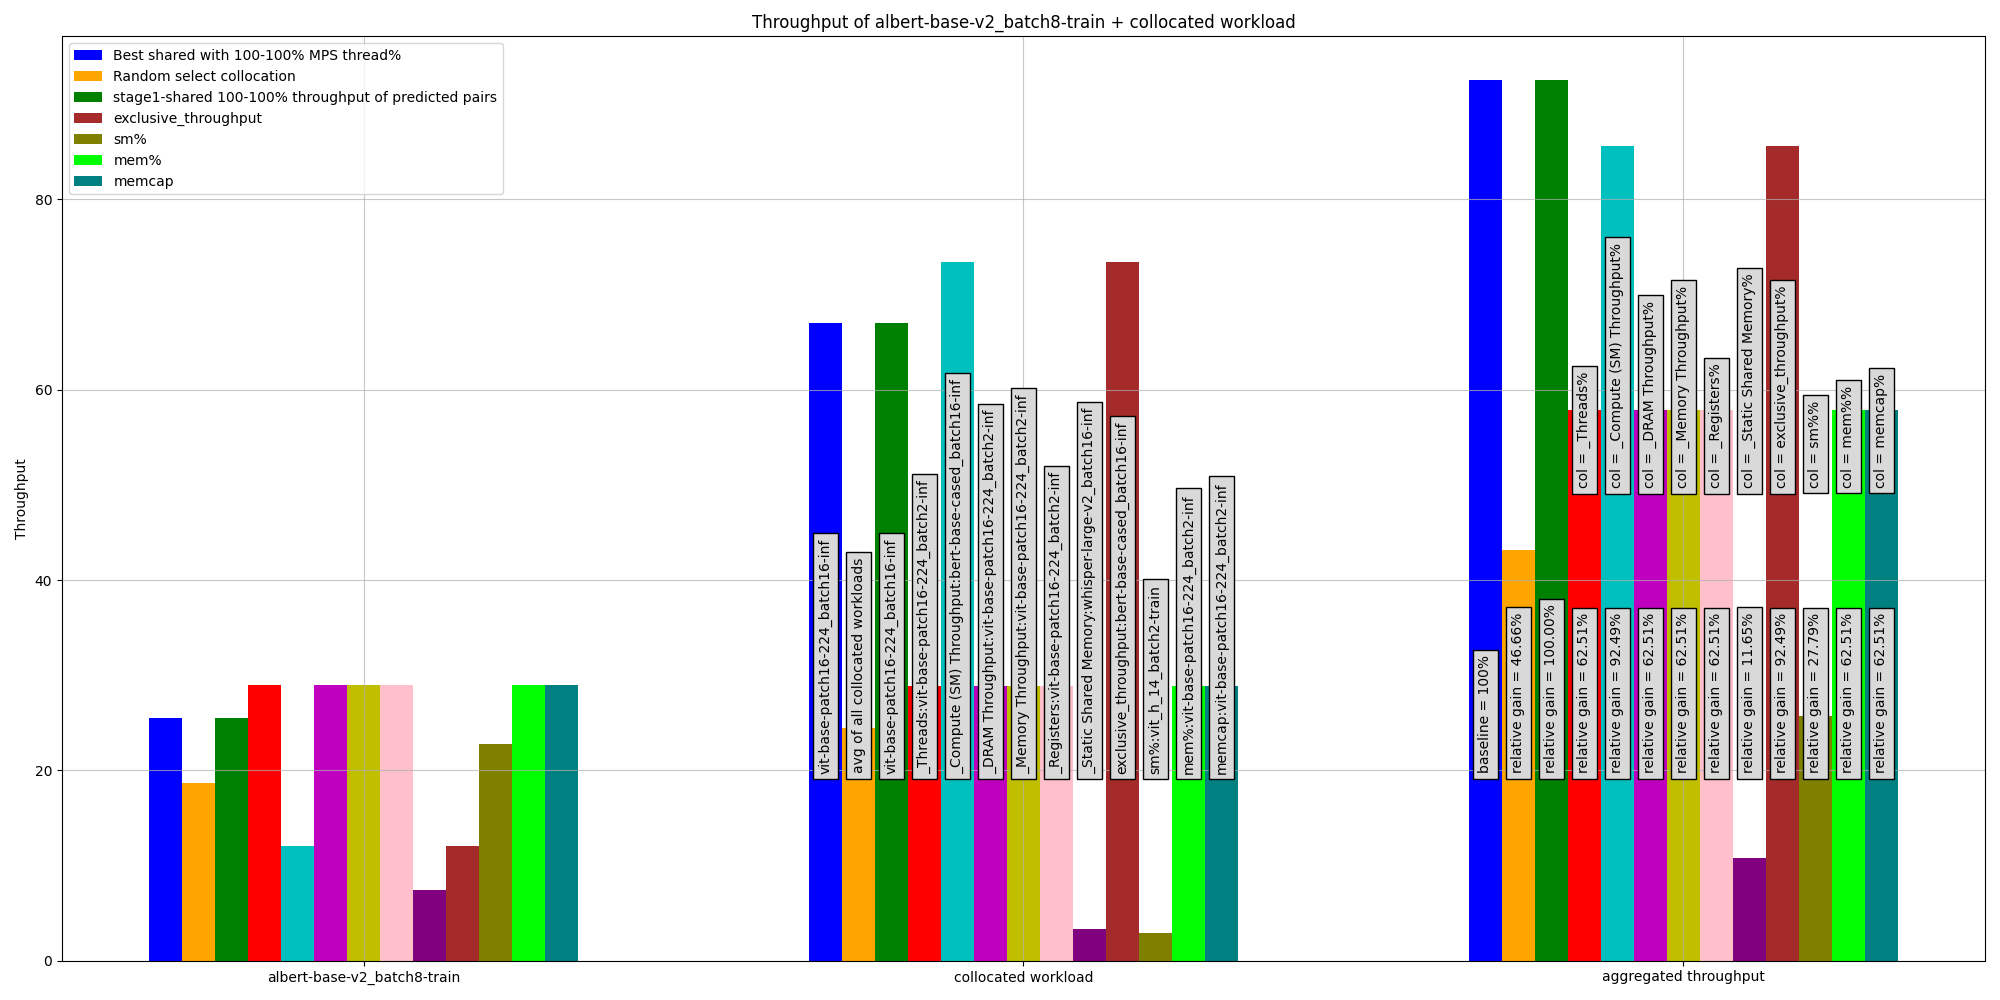 Throughput of albert-base-v2_batch8-train + collocated workload
Best shared with 100-100% MPS thread%
Random select collocation
stage1-shared 100-100% throughput of predicted pairs
exclusive_throughput
sm%
mem%
memcap
Throughput
80
60
40
20
0
vit-base-patch16-224_batch16-inf
avg of all collocated workloads
vit-base-patch16-224_batch16-inf
_Threads:vit-base-patch16-224_batch2-inf
_Compute (SM) Throughput:bert-base-cased_batch16-inf
_DRAM Throughput:vit-base-patch16-224_batch2-inf
_Memory Throughput:vit-base-patch16-224_batch2-inf
_Registers:vit-base-patch16-224_batch2-inf
_Static Shared Memory:whisper-large-v2_batch16-inf
exclusive_throughput:bert-base-cased_batch16-inf
sm%:vit_h_14_batch2-train
mem%:vit-base-patch16-224_batch2-inf
memcap:vit-base-patch16-224_batch2-inf
col = _Threads%
col = _Compute (SM) Throughput%
col = _DRAM Throughput%
col = _Memory Throughput%
col = _Registers%
col = _Static Shared Memory%
col = exclusive_throughput%
col = sm%%
col = mem%%
col = memcap%
baseline = 100%
relative gain = 46.66%
relative gain = 100.00%
relative gain = 62.51%
relative gain = 92.49%
relative gain = 62.51%
relative gain = 62.51%
relative gain = 62.51%
relative gain = 11.65%
relative gain = 92.49%
relative gain = 27.79%
relative gain = 62.51%
relative gain = 62.51%
albert-base-v2_batch8-train
collocated workload
aggregated throughput